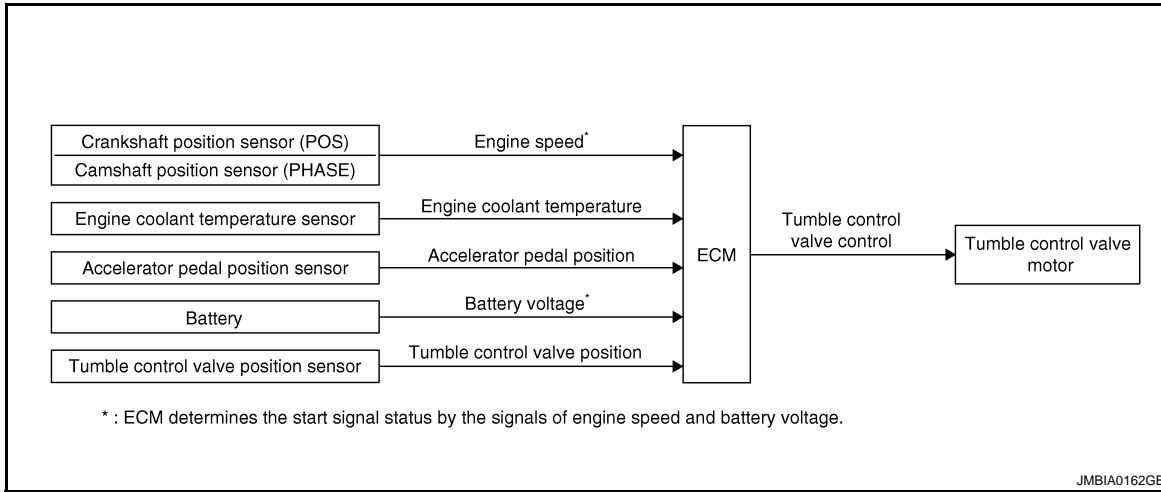 Crankshaft position sensor (POS)
Camshaft position sensor (PHASE)
Engine speed*
Engine coolant temperature sensor
Engine coolant temperature
Accelerator pedal position sensor
Accelerator pedal position
Battery
Battery voltage*
Tumble control valve position sensor
Tumble control valve position
ECM
Tumble control
valve control
Tumble control valve
motor
* : ECM determines the start signal status by the signals of engine speed and battery voltage.